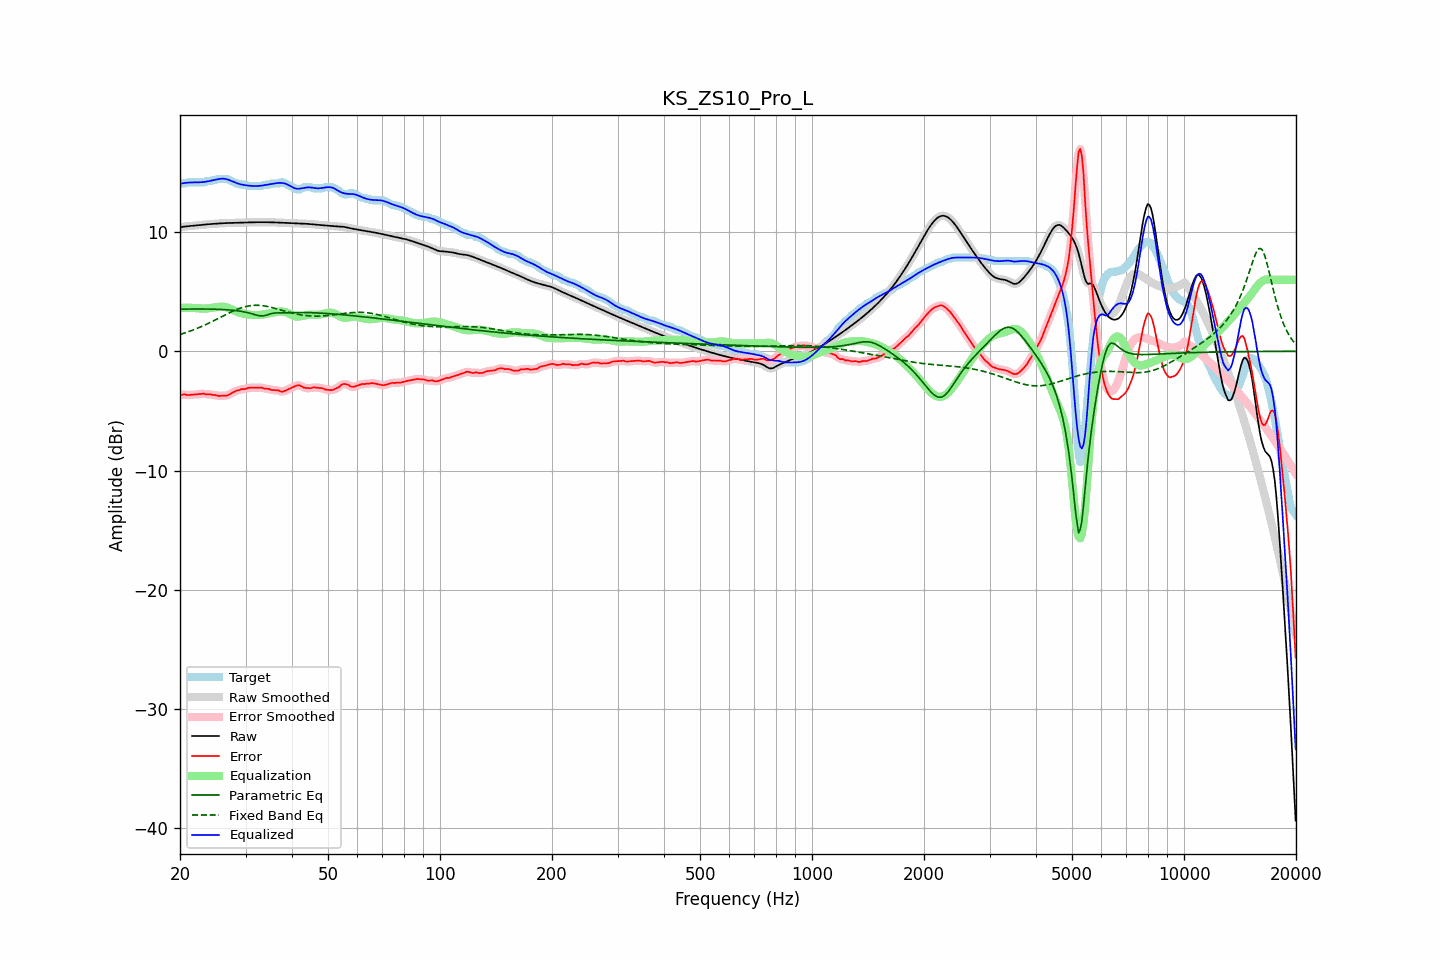 KS_ZS10_Pro_L
Amplitude (dBr)
10
0
−10
−20
−30
−40
Target
Raw Smoothed
Error Smoothed
Raw
Error
Equalization
Parametric Eq
Fixed Band Eq
Equalized
20 50 100 200 500 1000 2000 5000 10000 20000
Frequency (Hz)